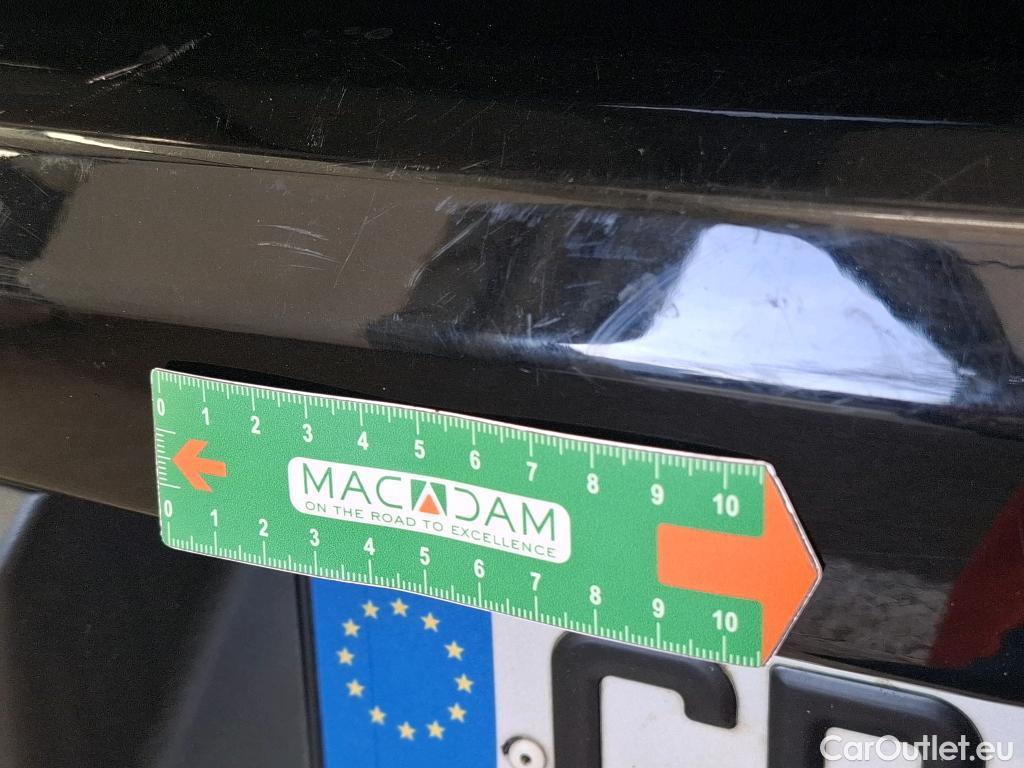 0 1 2 3 4 5 6 7 8 9 10
MACADAM
ON THE ROAD TO EXCELLENCE
0 1 2 3 4 5 6 7 8 9 10
CarOutlet.eu